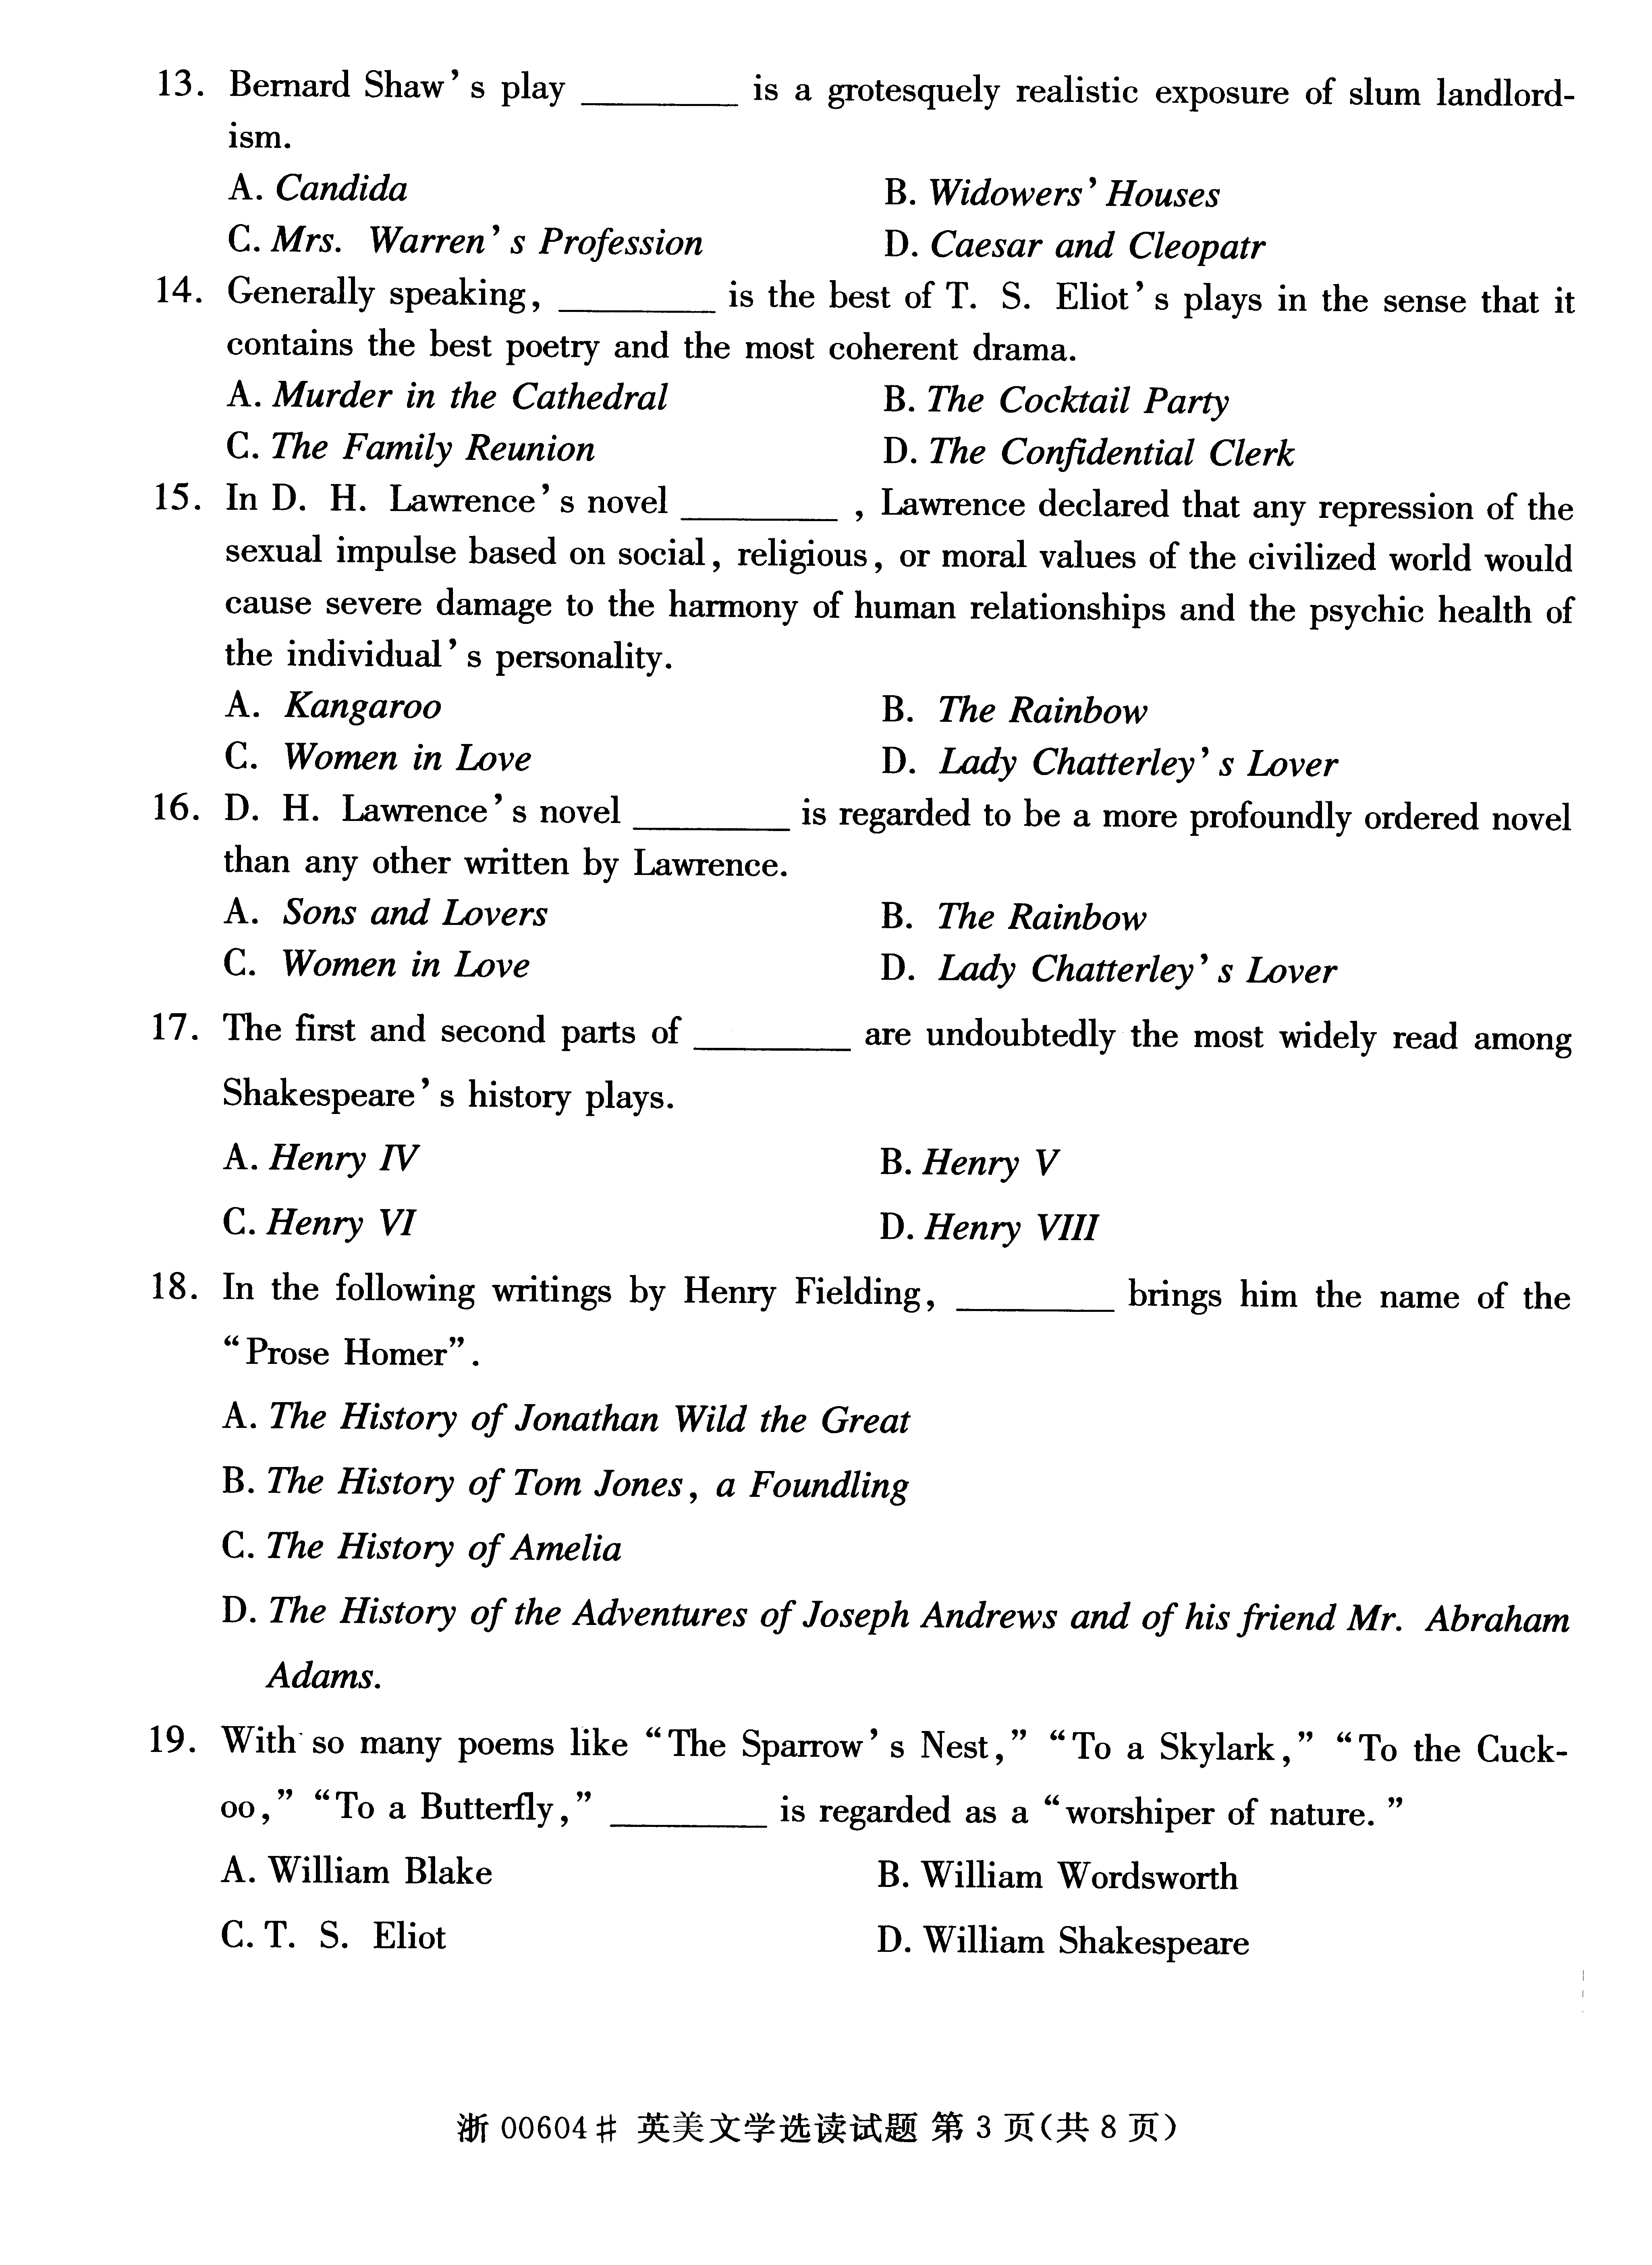 13. Bernard Shaw's play ________ is a grotesquely realistic exposure of slum landlord-
ism.
A. Candida B. Widowers' Houses
C. Mrs. Warren's Profession D. Caesar and Cleopatr
14. Generally speaking, ________ is the best of T. S. Eliot's plays in the sense that it
contains the best poetry and the most coherent drama.
A. Murder in the Cathedral B. The Cocktail Party
C. The Family Reunion D. The Confidential Clerk
15. In D. H. Lawrence's novel ________, Lawrence declared that any repression of the
sexual impulse based on social, religious, or moral values of the civilized world would
cause severe damage to the harmony of human relationships and the psychic health of
the individual's personality.
A. Kangaroo B. The Rainbow
C. Women in Love D. Lady Chatterley's Lover
16. D. H. Lawrence's novel ________ is regarded to be a more profoundly ordered novel
than any other written by Lawrence.
A. Sons and Lovers B. The Rainbow
C. Women in Love D. Lady Chatterley's Lover
17. The first and second parts of ________ are undoubtedly the most widely read among
Shakespeare's history plays.
A. Henry IV B. Henry V
C. Henry VI D. Henry VIII
18. In the following writings by Henry Fielding, ________ brings him the name of the
“Prose Homer”.
A. The History of Jonathan Wild the Great
B. The History of Tom Jones, a Foundling
C. The History of Amelia
D. The History of the Adventures of Joseph Andrews and of his friend Mr. Abraham
Adams.
19. With so many poems like “The Sparrow's Nest,” “To a Skylark,” “To the Cuck-
oo,” “To a Butterfly,” ________ is regarded as a “worshiper of nature.”
A. William Blake B. William Wordsworth
C. T. S. Eliot D. William Shakespeare
浙 00604# 英美文学选读试题 第 3 页(共 8 页)